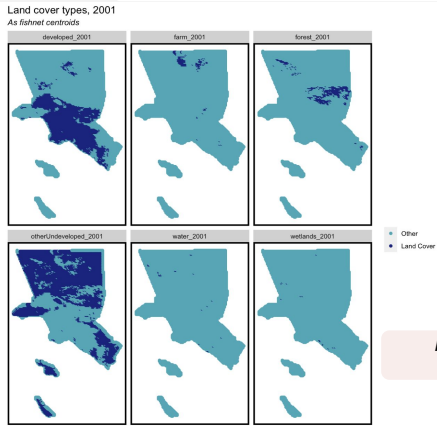 Land cover types, 2001
As fishnet centroids
developed_2001
farm_2001
forest_2001
otherUndeveloped_2001
water_2001
wetlands_2001
Other
Land Cover